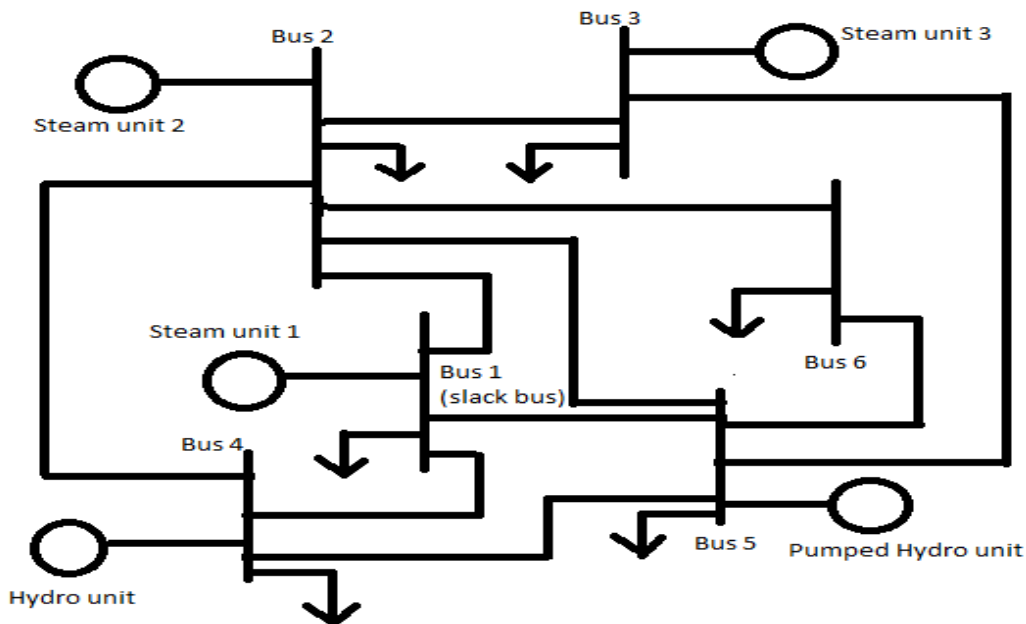 Bus 2
Bus 3
Steam unit 3
Steam unit 2
Steam unit 1
Bus 6
Bus 1
(slack bus)
Bus 4
Bus 5
Pumped Hydro unit
Hydro unit